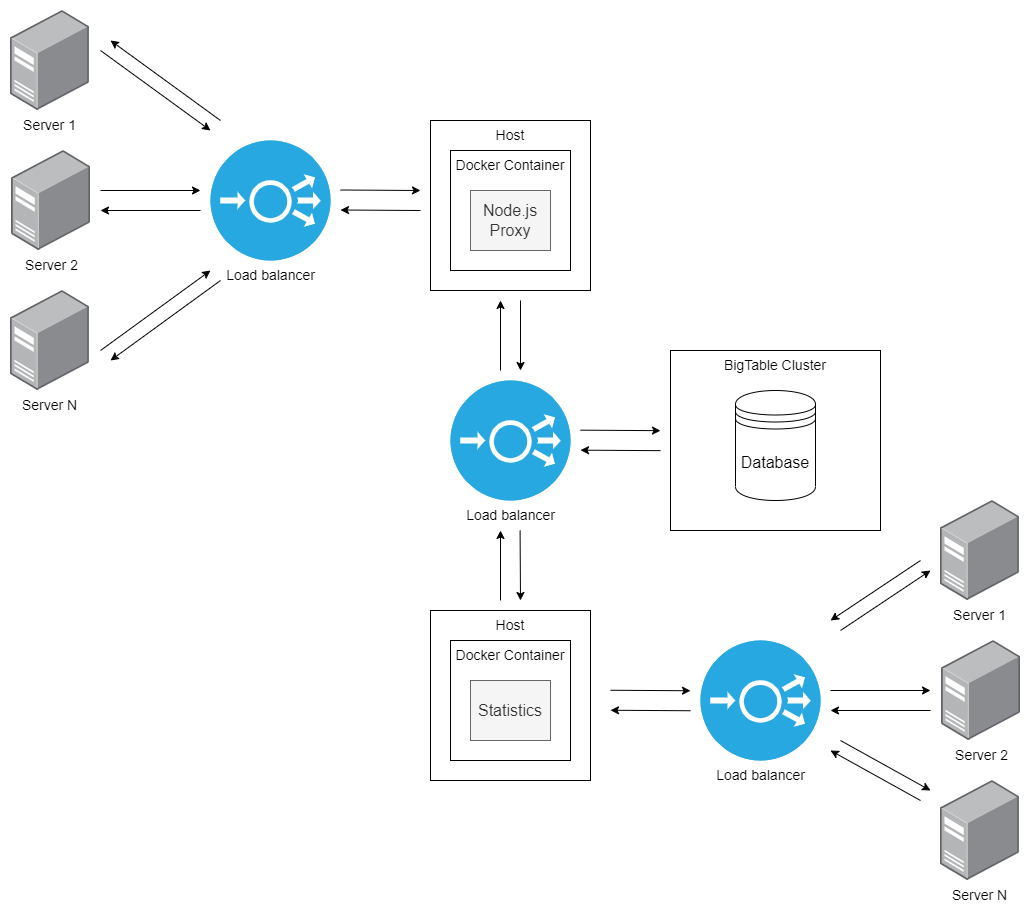 Server 1
Host
Docker Container
Node.js
Proxy
Server 2
Load balancer
Server N
BigTable Cluster
Database
Load balancer
Server 1
Host
Docker Container
Statistics
Server 2
Load balancer
Server N